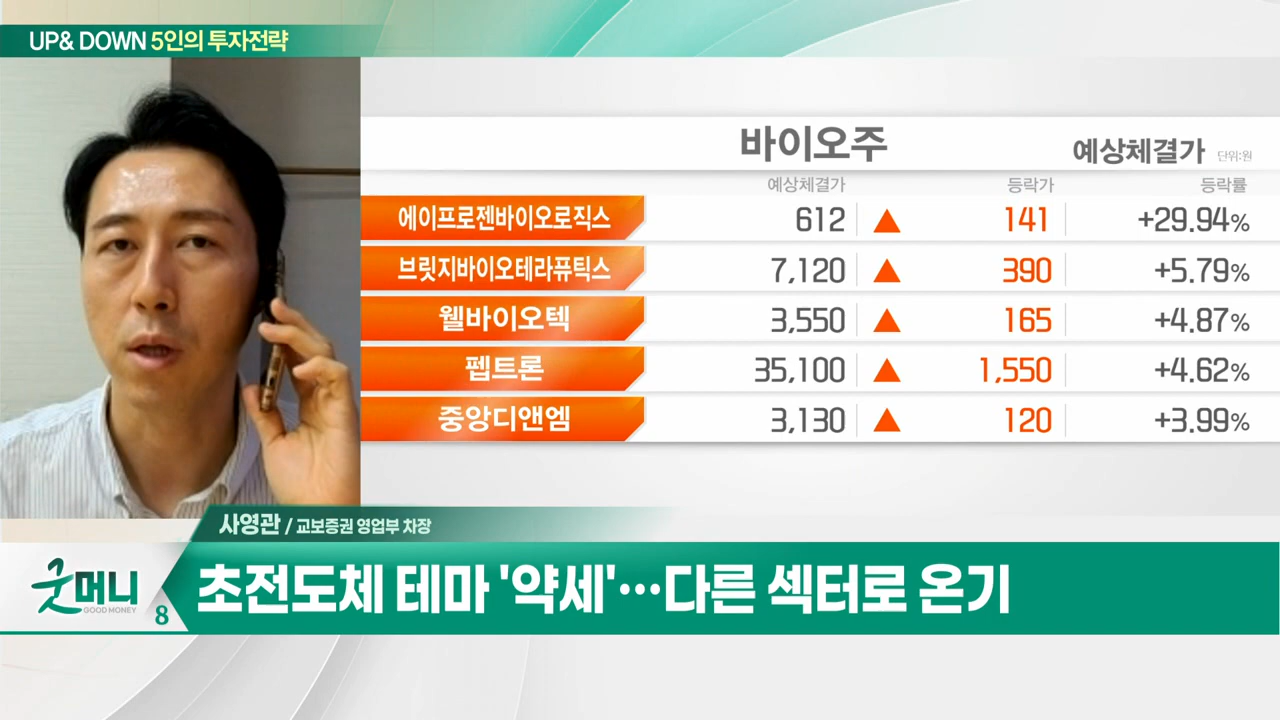 UP& DOWN 5인의 투자전략
바이오주
예상체결가 단위:원
예상체결가 등락가 등락률
에이프로젠바이오로직스 612 ▲ 141 +29.94%
브릿지바이오테라퓨틱스 7,120 ▲ 390 +5.79%
웰바이오텍 3,550 ▲ 165 +4.87%
펩트론 35,100 ▲ 1,550 +4.62%
중앙디앤엠 3,130 ▲ 120 +3.99%
사영관 / 교보증권 영업부 차장
굿머니
GOOD MONEY
8
초전도체 테마 '약세'…다른 섹터로 온기